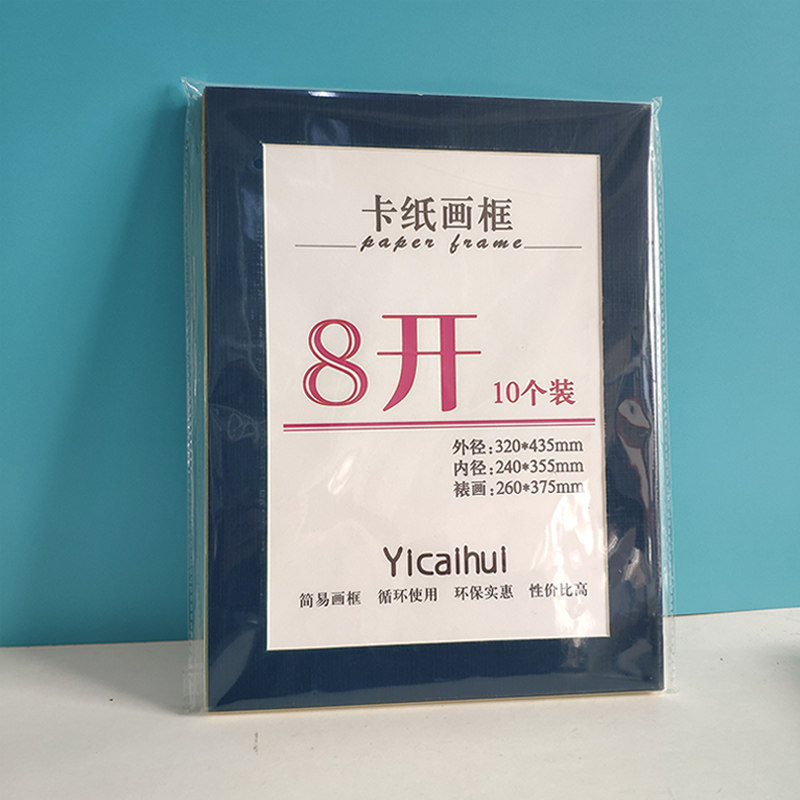 卡纸画框
paper frame
8开 10个装
外径:320*435mm
内径:240*355mm
裱画:260*375mm
Yicaihui
简易画框 循环使用 环保实惠 性价比高